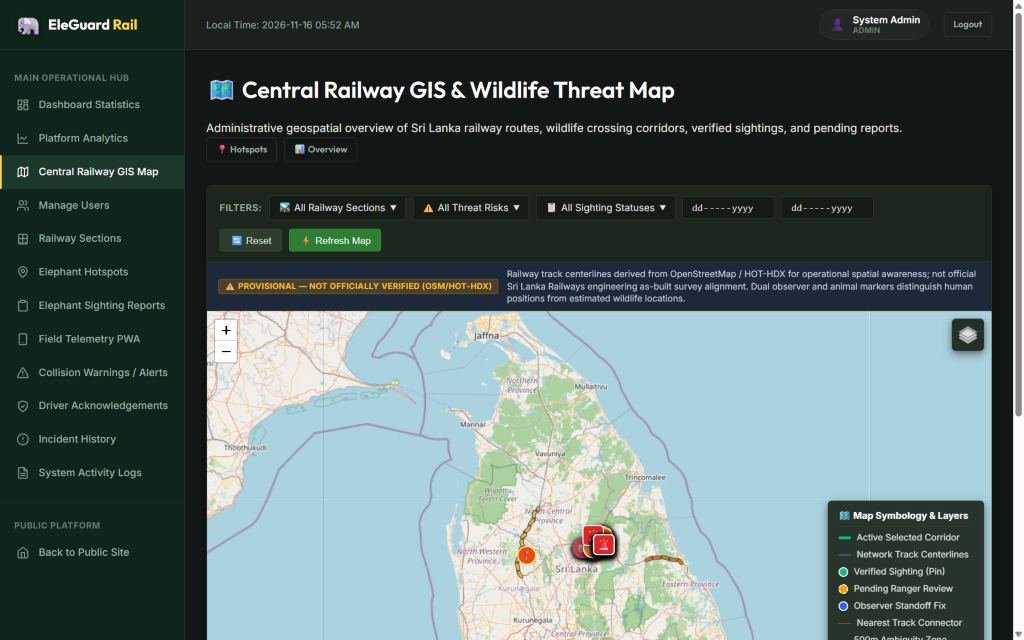 EleGuard Rail
Local Time: 2026-11-16 05:52 AM
System Admin
ADMIN
Logout
MAIN OPERATIONAL HUB
Dashboard Statistics
Platform Analytics
Central Railway GIS Map
Manage Users
Railway Sections
Elephant Hotspots
Elephant Sighting Reports
Field Telemetry PWA
Collision Warnings / Alerts
Driver Acknowledgements
Incident History
System Activity Logs
PUBLIC PLATFORM
Back to Public Site
Central Railway GIS & Wildlife Threat Map
Administrative geospatial overview of Sri Lanka railway routes, wildlife crossing corridors, verified sightings, and pending reports.
Hotspots
Overview
FILTERS:
All Railway Sections ▼
All Threat Risks ▼
All Sighting Statuses ▼
dd-----yyyy
dd-----yyyy
Reset
Refresh Map
PROVISIONAL — NOT OFFICIALLY VERIFIED (OSM/HOT-HDX)
Railway track centerlines derived from OpenStreetMap / HOT-HDX for operational spatial awareness; not official
Sri Lanka Railways engineering as-built survey alignment. Dual observer and animal markers distinguish human
positions from estimated wildlife locations.
+
−
Jaffna
Northern
Province
Mullaitivu
Mannar
Thoothukudi
Vavuniya
Trincomalee
Wilpattu
Forest Cover
North Central
Province
North Western
Province
Sri Lanka
Eastern Province
Kurunegala
Kurunegala
Central Province
Map Symbology & Layers
Active Selected Corridor
Network Track Centerlines
Verified Sighting (Pin)
Pending Ranger Review
Observer Standoff Fix
Nearest Track Connector
500m Ambiguity Zone